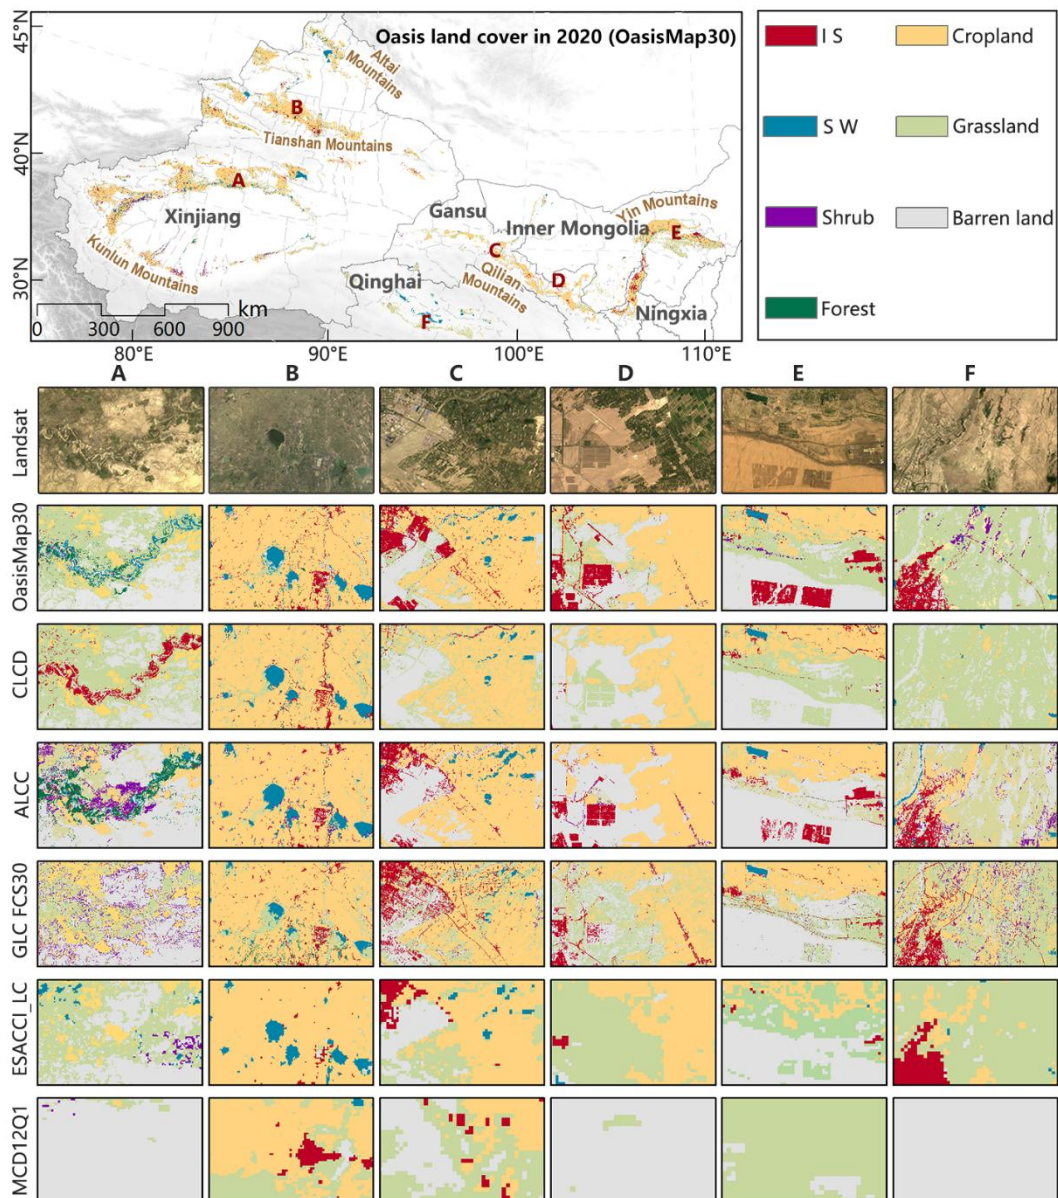 45°N
40°N
30°N
Oasis land cover in 2020 (OasisMap30)
Altai
Mountains
B
Tianshan Mountains
A
Xinjiang
Kunlun Mountains
Gansu
Inner Mongolia
Yin Mountains
E
C
Qilian
Mountains
D
Qinghai
F
Ningxia
km
0 300 600 900
80°E 90°E 100°E 110°E
I S
Cropland
S W
Grassland
Shrub
Barren land
Forest
A B C D E F
Landsat
OasisMap30
CLCD
ALCC
GLC FCS30
ESACCI_LC
MCD12Q1